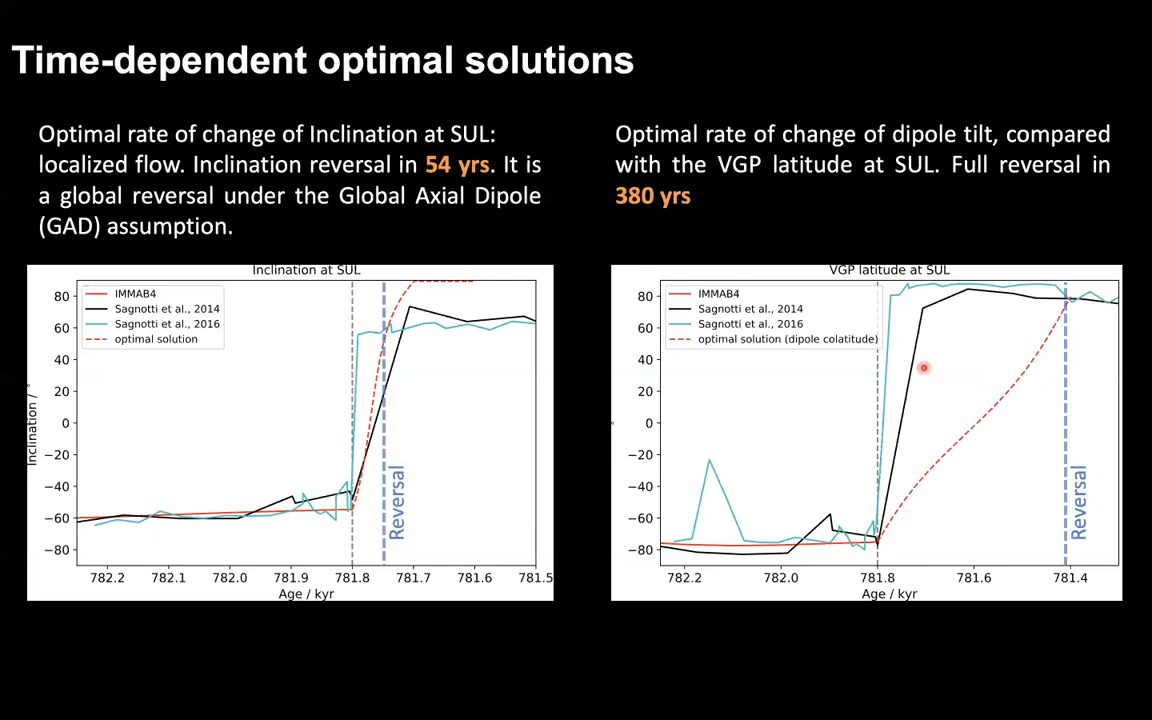 Time-dependent optimal solutions
Optimal rate of change of Inclination at SUL:
localized flow. Inclination reversal in 54 yrs. It is
a global reversal under the Global Axial Dipole
(GAD) assumption.
Optimal rate of change of dipole tilt, compared
with the VGP latitude at SUL. Full reversal in
380 yrs
Inclination at SUL
IMMAB4
Sagnotti et al., 2014
Sagnotti et al., 2016
optimal solution
80
60
40
20
0
−20
−40
−60
−80
Inclination / °
Reversal
782.2 782.1 782.0 781.9 781.8 781.7 781.6 781.5
Age / kyr
VGP latitude at SUL
IMMAB4
Sagnotti et al., 2014
Sagnotti et al., 2016
optimal solution (dipole colatitude)
80
60
40
20
0
−20
−40
−60
−80
°
Reversal
782.2 782.0 781.8 781.6 781.4
Age / kyr